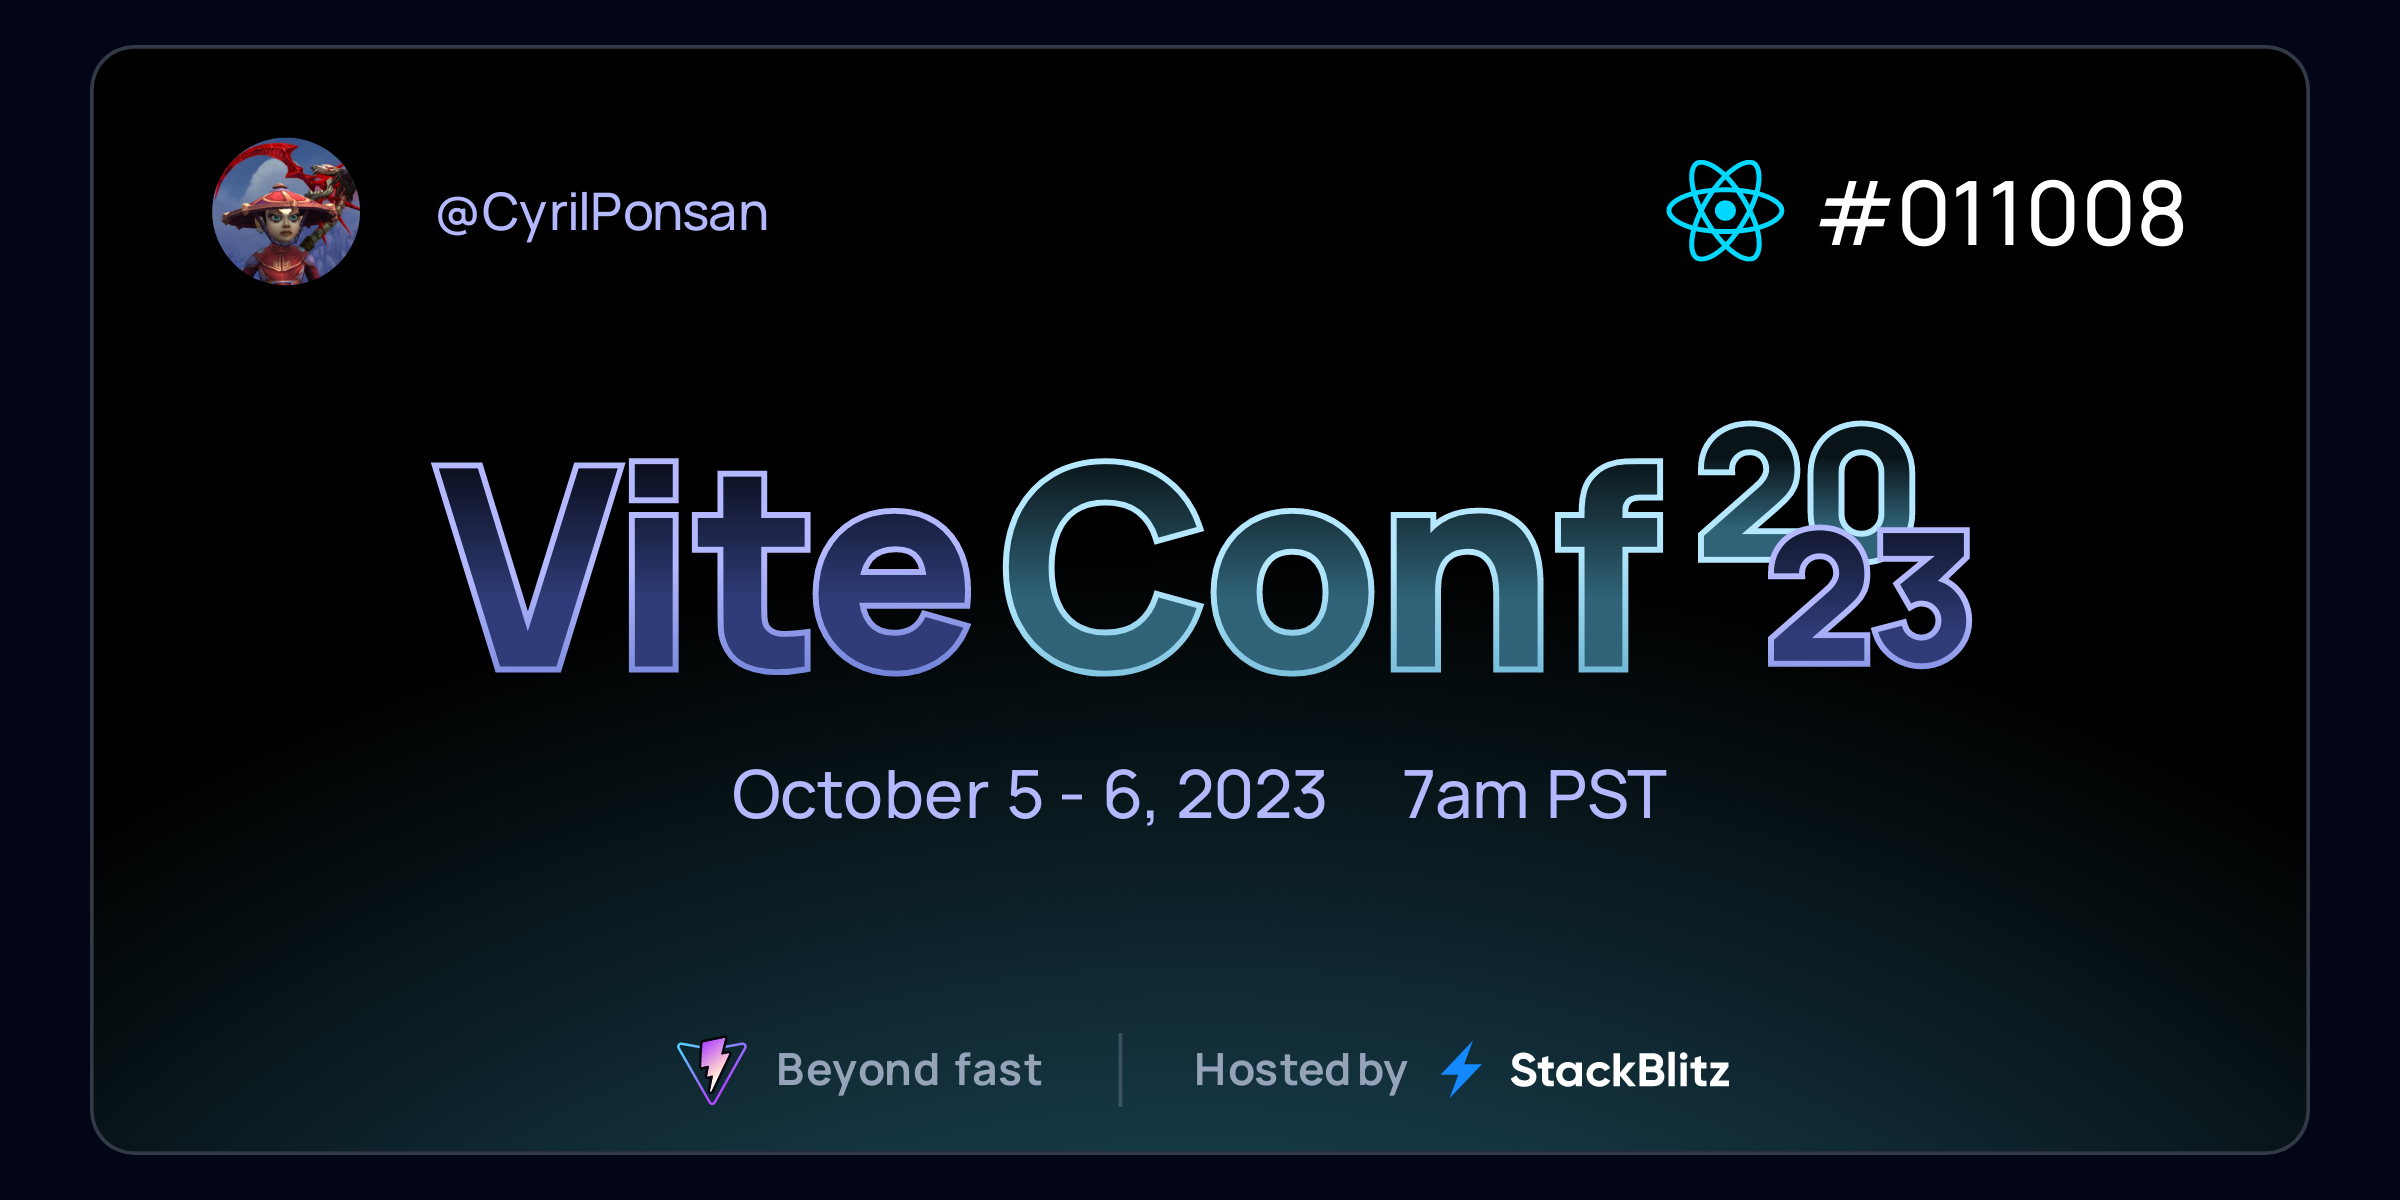 @CyrilPonsan
#011008
ViteConf 2023
October 5 - 6, 2023 7am PST
Beyond fast
Hosted by StackBlitz